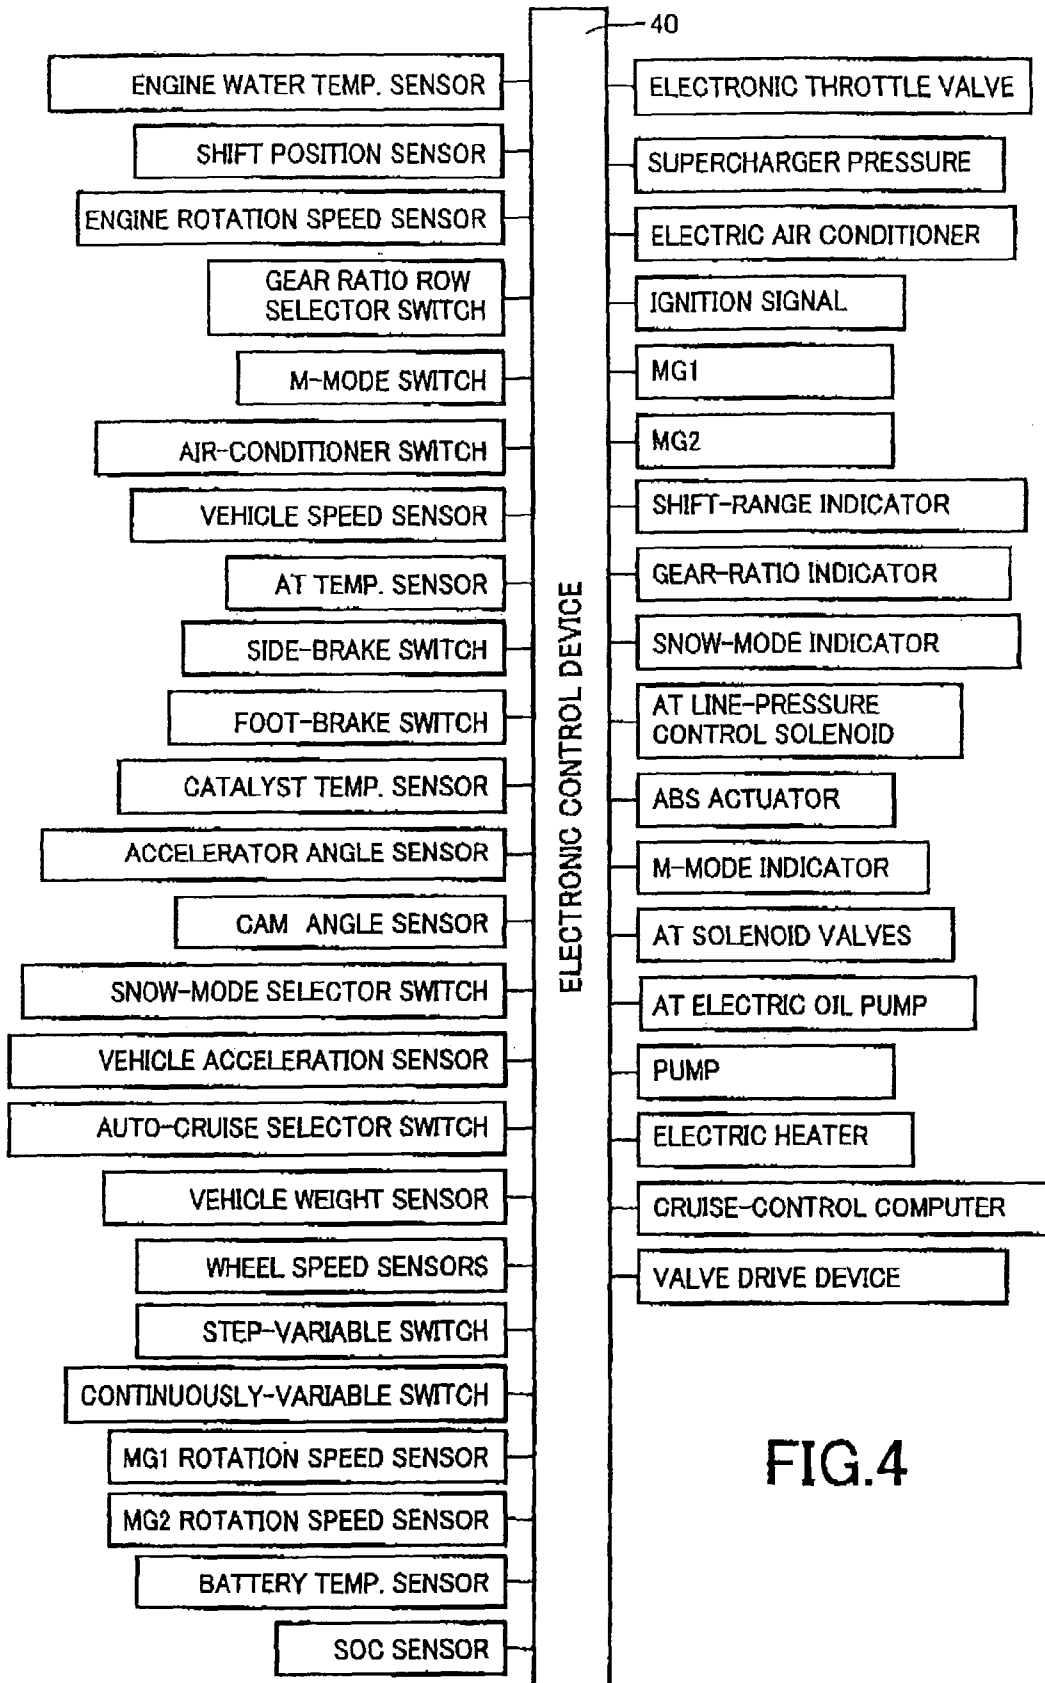 40
ENGINE WATER TEMP. SENSOR
SHIFT POSITION SENSOR
ENGINE ROTATION SPEED SENSOR
GEAR RATIO ROW
SELECTOR SWITCH
M-MODE SWITCH
AIR-CONDITIONER SWITCH
VEHICLE SPEED SENSOR
AT TEMP. SENSOR
SIDE-BRAKE SWITCH
FOOT-BRAKE SWITCH
CATALYST TEMP. SENSOR
ACCELERATOR ANGLE SENSOR
CAM ANGLE SENSOR
SNOW-MODE SELECTOR SWITCH
VEHICLE ACCELERATION SENSOR
AUTO-CRUISE SELECTOR SWITCH
VEHICLE WEIGHT SENSOR
WHEEL SPEED SENSORS
STEP-VARIABLE SWITCH
CONTINUOUSLY-VARIABLE SWITCH
MG1 ROTATION SPEED SENSOR
MG2 ROTATION SPEED SENSOR
BATTERY TEMP. SENSOR
SOC SENSOR
ELECTRONIC CONTROL DEVICE
ELECTRONIC THROTTLE VALVE
SUPERCHARGER PRESSURE
ELECTRIC AIR CONDITIONER
IGNITION SIGNAL
MG1
MG2
SHIFT-RANGE INDICATOR
GEAR-RATIO INDICATOR
SNOW-MODE INDICATOR
AT LINE-PRESSURE
CONTROL SOLENOID
ABS ACTUATOR
M-MODE INDICATOR
AT SOLENOID VALVES
AT ELECTRIC OIL PUMP
PUMP
ELECTRIC HEATER
CRUISE-CONTROL COMPUTER
VALVE DRIVE DEVICE
FIG.4